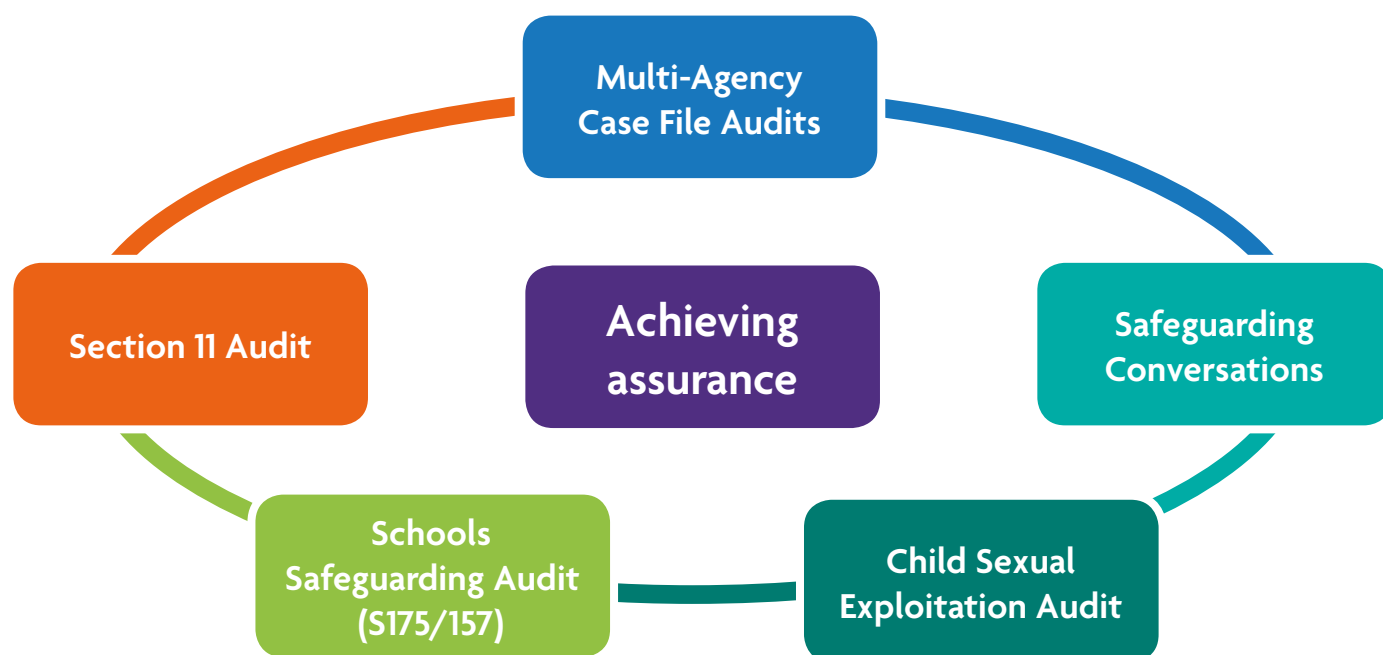 Multi-Agency
Case File Audits
Section 11 Audit
Achieving
assurance
Safeguarding
Conversations
Schools
Safeguarding Audit
(S175/157)
Child Sexual
Exploitation Audit